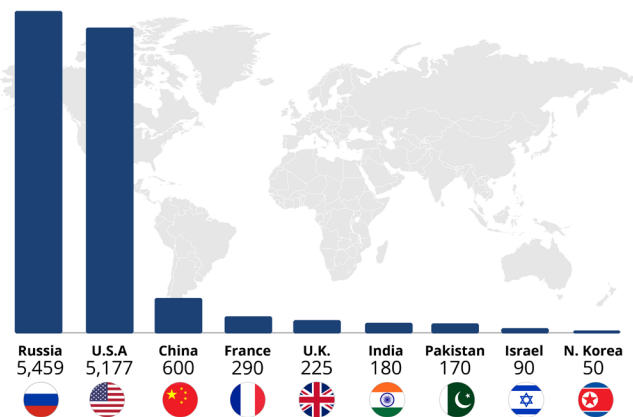 Russia U.S.A China France U.K. India Pakistan Israel N. Korea
5,459 5,177 600 290 225 180 170 90 50